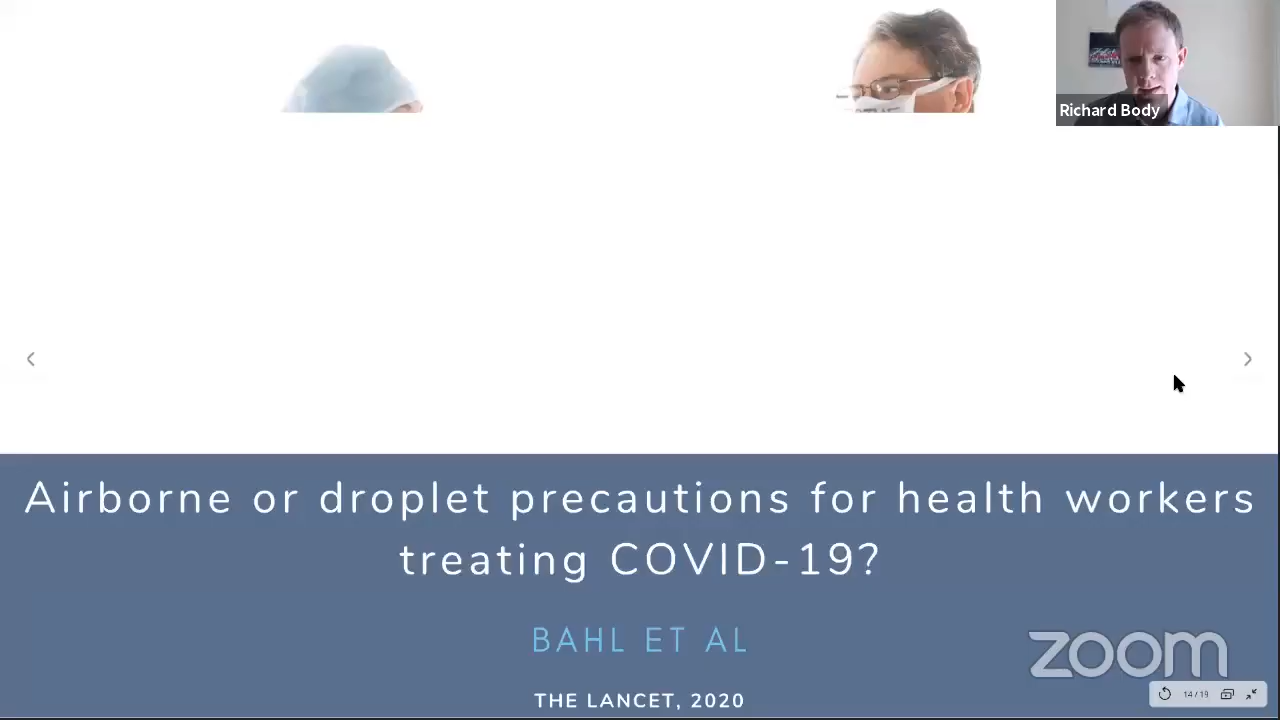 Richard Body
Airborne or droplet precautions for health workers
treating COVID-19?
BAHL ET AL
THE LANCET, 2020
zoom
14 / 19